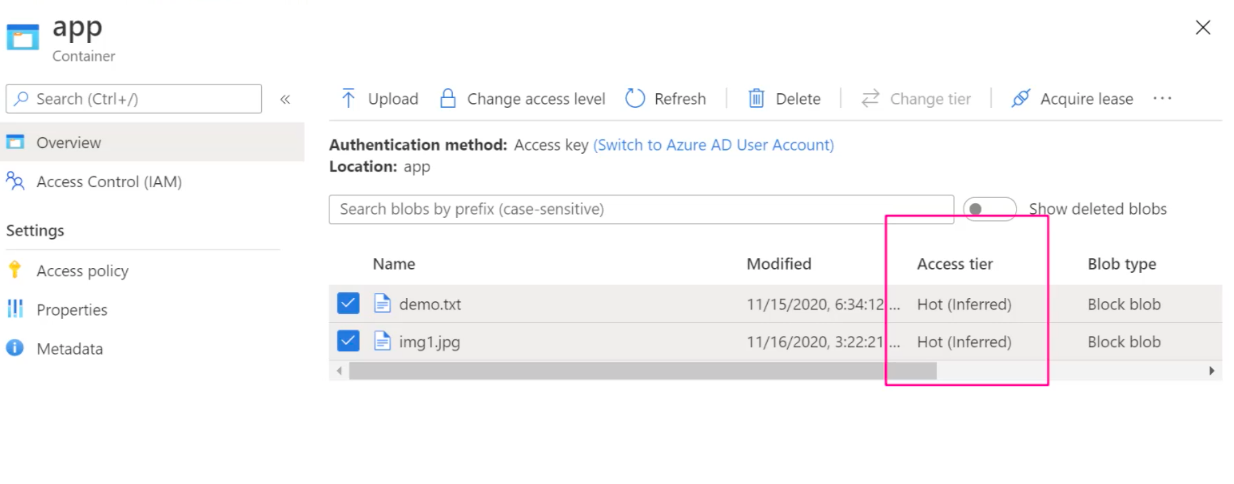 app
Container
Search (Ctrl+/)
«
Overview
Access Control (IAM)
Settings
Access policy
Properties
Metadata
Upload Change access level Refresh Delete Change tier Acquire lease ...
Authentication method: Access key (Switch to Azure AD User Account)
Location: app
Search blobs by prefix (case-sensitive) Show deleted blobs
Name Modified Access tier Blob type
demo.txt 11/15/2020, 6:34:12 ... Hot (Inferred) Block blob
img1.jpg 11/16/2020, 3:22:21 ... Hot (Inferred) Block blob